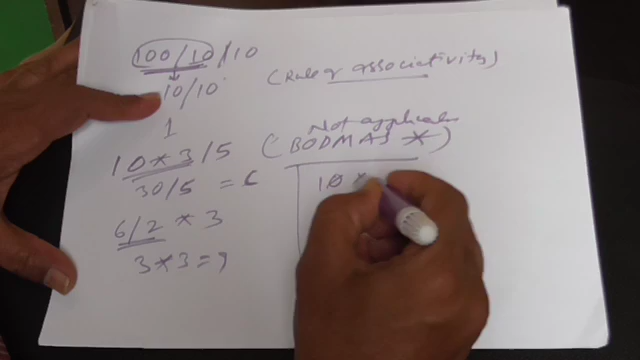 100/10/10
(Rule of associativity)
10/10
1
Not applicable
(BODMAS *)
10 * 3/5
30/5 = 6
10 *
6/2 * 3
3*3=9